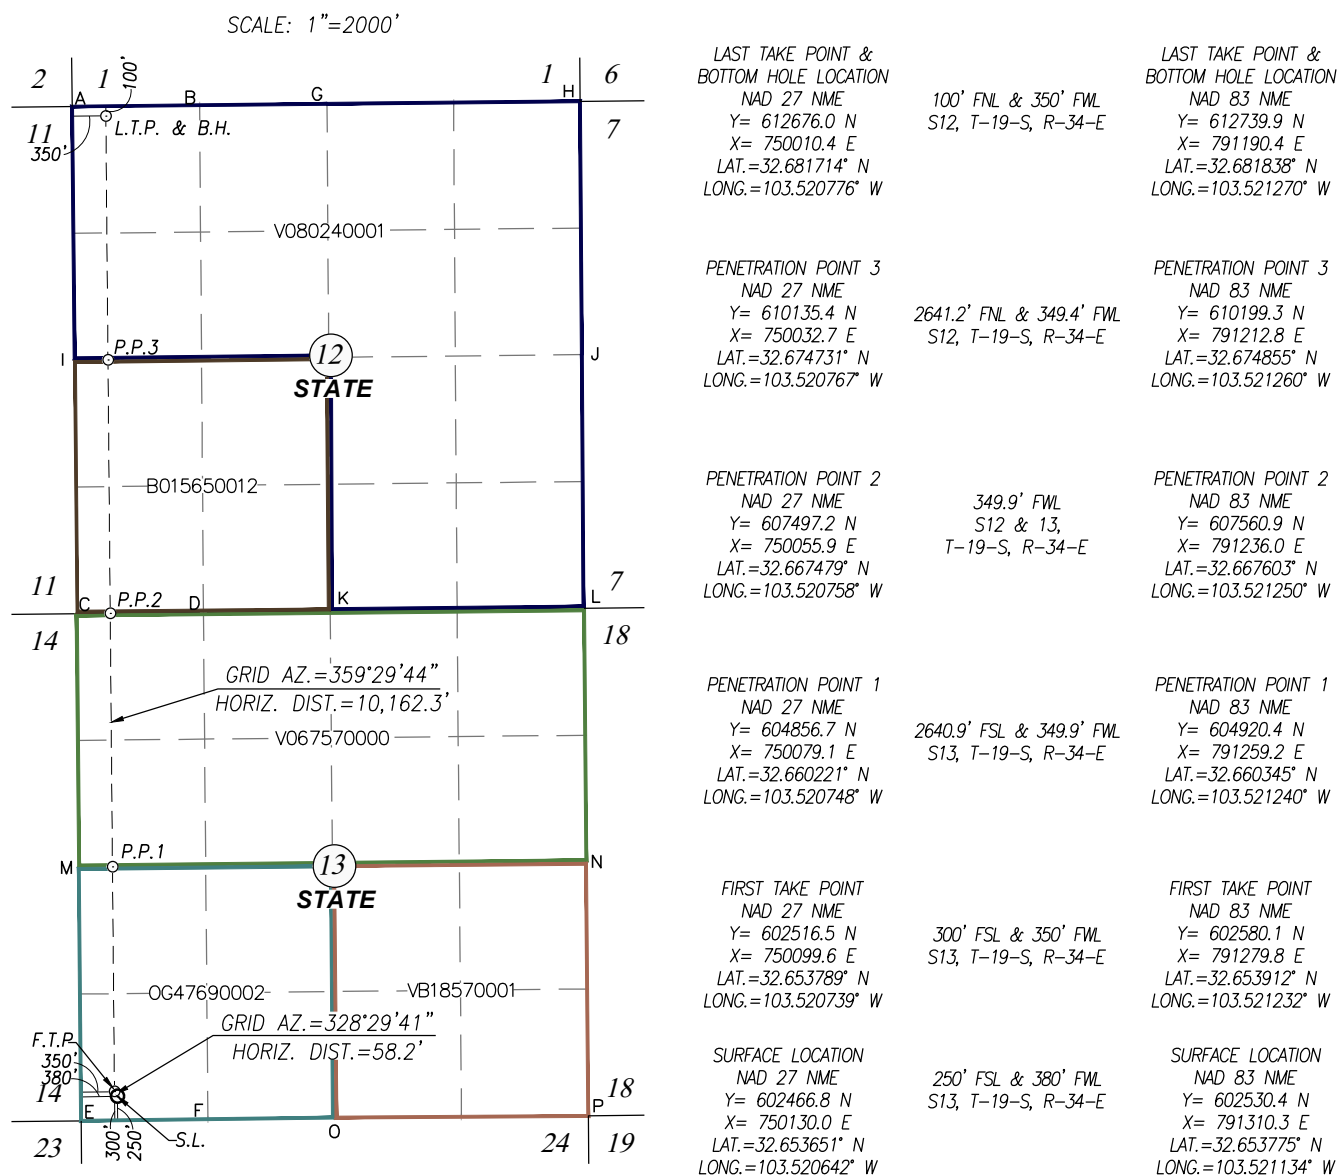 SCALE: 1"=2000'
2
1
100'
1
6
A
B
G
H
L.T.P. & B.H.
11
350'
7
V080240001
P.P.3
I
12
J
STATE
B015650012
11
C
P.P.2
D
K
7
L
14
18
GRID AZ.=359°29'44"
HORIZ. DIST.=10,162.3'
V067570000
M
P.P.1
13
N
STATE
OG47690002
VB18570001
GRID AZ.=328°29'41"
HORIZ. DIST.=58.2'
F.T.P.
350'
380'
14
18
E
F
O
P
300'
250'
S.L.
23
24
19
LAST TAKE POINT &
BOTTOM HOLE LOCATION
NAD 27 NME
Y= 612676.0 N
X= 750010.4 E
LAT.=32.681714° N
LONG.=103.520776° W
100' FNL & 350' FWL
S12, T-19-S, R-34-E
LAST TAKE POINT &
BOTTOM HOLE LOCATION
NAD 83 NME
Y= 612739.9 N
X= 791190.4 E
LAT.=32.681838° N
LONG.=103.521270° W
PENETRATION POINT 3
NAD 27 NME
Y= 610135.4 N
X= 750032.7 E
LAT.=32.674731° N
LONG.=103.520767° W
2641.2' FNL & 349.4' FWL
S12, T-19-S, R-34-E
PENETRATION POINT 3
NAD 83 NME
Y= 610199.3 N
X= 791212.8 E
LAT.=32.674855° N
LONG.=103.521260° W
PENETRATION POINT 2
NAD 27 NME
Y= 607497.2 N
X= 750055.9 E
LAT.=32.667479° N
LONG.=103.520758° W
349.9' FWL
S12 & 13,
T-19-S, R-34-E
PENETRATION POINT 2
NAD 83 NME
Y= 607560.9 N
X= 791236.0 E
LAT.=32.667603° N
LONG.=103.521250° W
PENETRATION POINT 1
NAD 27 NME
Y= 604856.7 N
X= 750079.1 E
LAT.=32.660221° N
LONG.=103.520748° W
2640.9' FSL & 349.9' FWL
S13, T-19-S, R-34-E
PENETRATION POINT 1
NAD 83 NME
Y= 604920.4 N
X= 791259.2 E
LAT.=32.660345° N
LONG.=103.521240° W
FIRST TAKE POINT
NAD 27 NME
Y= 602516.5 N
X= 750099.6 E
LAT.=32.653789° N
LONG.=103.520739° W
300' FSL & 350' FWL
S13, T-19-S, R-34-E
FIRST TAKE POINT
NAD 83 NME
Y= 602580.1 N
X= 791279.8 E
LAT.=32.653912° N
LONG.=103.521232° W
SURFACE LOCATION
NAD 27 NME
Y= 602466.8 N
X= 750130.0 E
LAT.=32.653651° N
LONG.=103.520642° W
250' FSL & 380' FWL
S13, T-19-S, R-34-E
SURFACE LOCATION
NAD 83 NME
Y= 602530.4 N
X= 791310.3 E
LAT.=32.653775° N
LONG.=103.521134° W